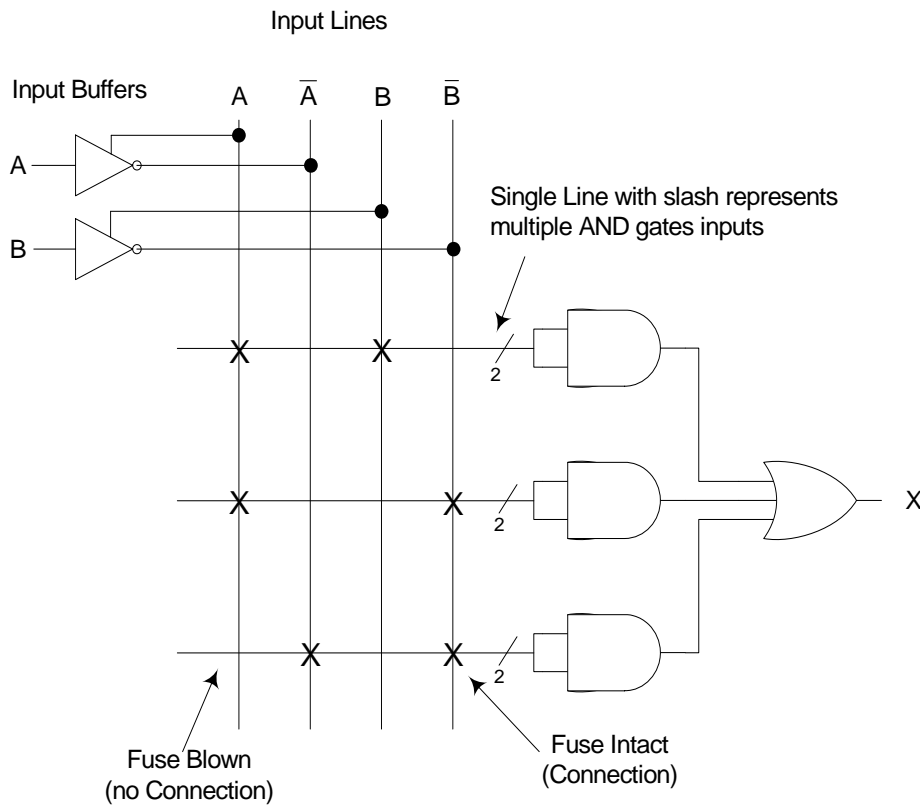 Input Lines
Input Buffers
A A̅ B B̅
A
B
Single Line with slash represents
multiple AND gates inputs
X X
2
X X
2
X
X X
2
Fuse Blown
(no Connection)
Fuse Intact
(Connection)